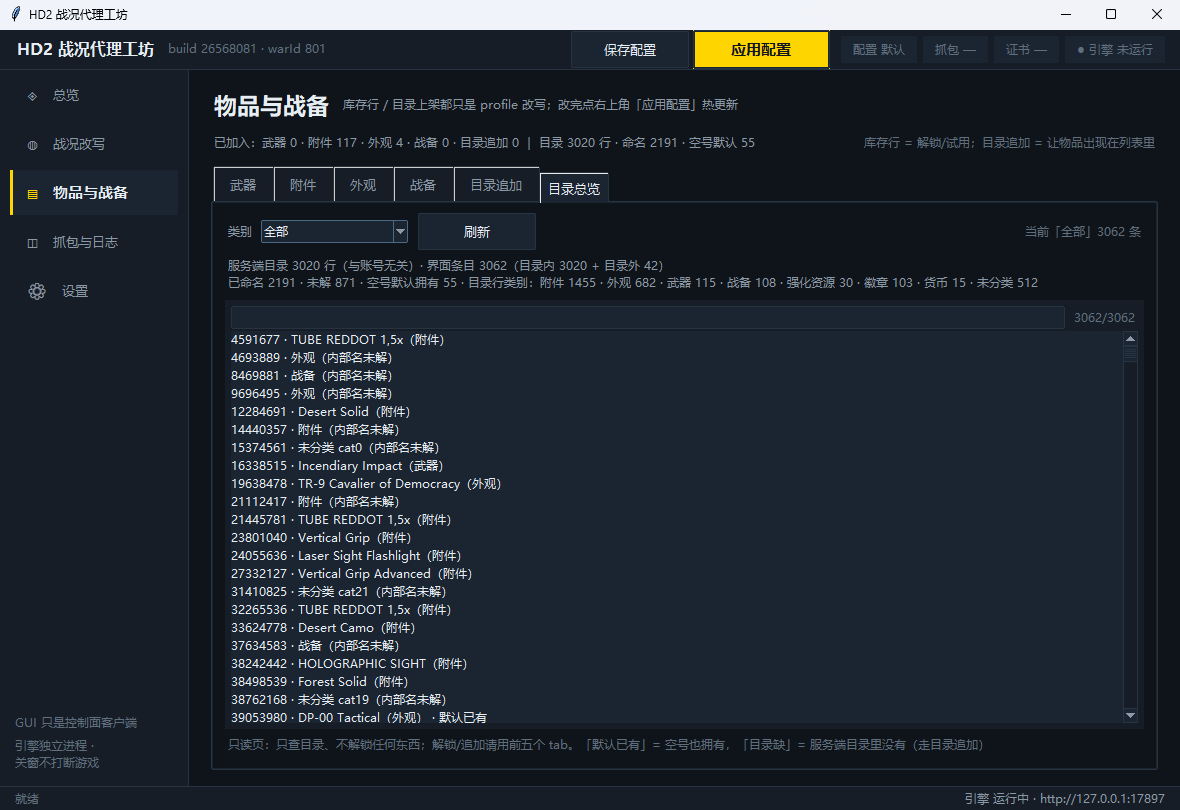 HD2 战况代理工坊
HD2 战况代理工坊 build 26568081 · warId 801 保存配置 应用配置 配置 默认 抓包 — 证书 — ● 引擎 未运行
总览
战况改写
物品与战备
抓包与日志
设置
GUI 只是控制面客户端
引擎独立进程 ·
关窗不打断游戏
物品与战备 库存行 / 目录上架都只是 profile 改写；改完点右上角「应用配置」热更新
已加入：武器 0 · 附件 117 · 外观 4 · 战备 0 · 目录追加 0 | 目录 3020 行 · 命名 2191 · 空号默认 55 库存行 = 解锁/试用；目录追加 = 让物品出现在列表里
武器 附件 外观 战备 目录追加 目录总览
类别 全部 刷新 当前「全部」3062 条
服务端目录 3020 行（与账号无关）· 界面条目 3062（目录内 3020 + 目录外 42）
已命名 2191 · 未解 871 · 空号默认拥有 55 · 目录行类别：附件 1455 · 外观 682 · 武器 115 · 战备 108 · 强化资源 30 · 徽章 103 · 货币 15 · 未分类 512
3062/3062
4591677 · TUBE REDDOT 1,5x（附件）
4693889 · 外观（内部名未解）
8469881 · 战备（内部名未解）
9696495 · 外观（内部名未解）
12284691 · Desert Solid（附件）
14440357 · 附件（内部名未解）
15374561 · 未分类 cat0（内部名未解）
16338515 · Incendiary Impact（武器）
19638478 · TR-9 Cavalier of Democracy（外观）
21112417 · 附件（内部名未解）
21445781 · TUBE REDDOT 1,5x（附件）
23801040 · Vertical Grip（附件）
24055636 · Laser Sight Flashlight（附件）
27332127 · Vertical Grip Advanced（附件）
31410825 · 未分类 cat21（内部名未解）
32265536 · TUBE REDDOT 1,5x（附件）
33624778 · Desert Camo（附件）
37634583 · 战备（内部名未解）
38242442 · HOLOGRAPHIC SIGHT（附件）
38498539 · Forest Solid（附件）
38762168 · 未分类 cat19（内部名未解）
39053980 · DP-00 Tactical（外观） · 默认已有
只读页：只查目录、不解锁任何东西；解锁/追加请用前五个 tab。「默认已有」= 空号也拥有，「目录缺」= 服务端目录里没有（走目录追加）
就绪 引擎 运行中 · http://127.0.0.1:17897